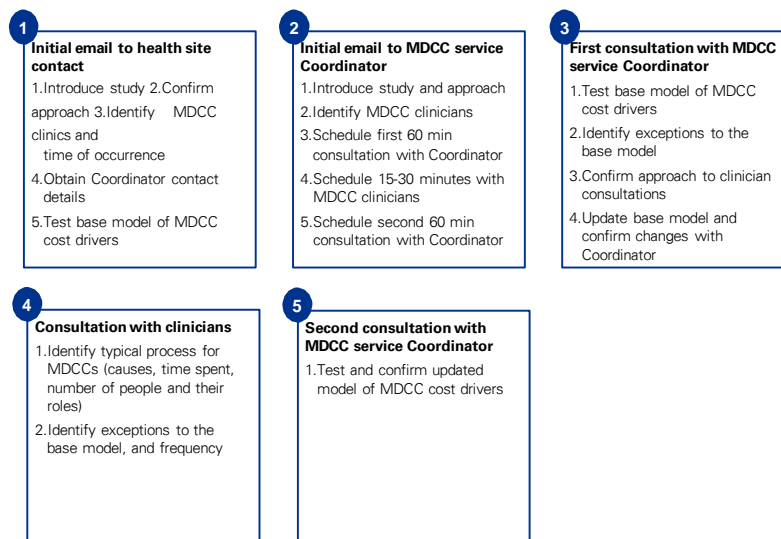 1
Initial email to health site
contact
1.Introduce study 2.Confirm
approach 3.Identify MDCC
clinics and
time of occurrence
4.Obtain Coordinator contact
details
5.Test base model of MDCC
cost drivers
2
Initial email to MDCC service
Coordinator
1.Introduce study and approach
2.Identify MDCC clinicians
3.Schedule first 60 min
consultation with Coordinator
4.Schedule 15-30 minutes with
MDCC clinicians
5.Schedule second 60 min
consultation with Coordinator
3
First consultation with MDCC
service Coordinator
1.Test base model of MDCC
cost drivers
2.Identify exceptions to the
base model
3.Confirm approach to clinician
consultations
4.Update base model and
confirm changes with
Coordinator
4
Consultation with clinicians
1.Identify typical process for
MDCCs (causes, time spent,
number of people and their
roles)
2.Identify exceptions to the
base model, and frequency
5
Second consultation with
MDCC service Coordinator
1.Test and confirm updated
model of MDCC cost drivers